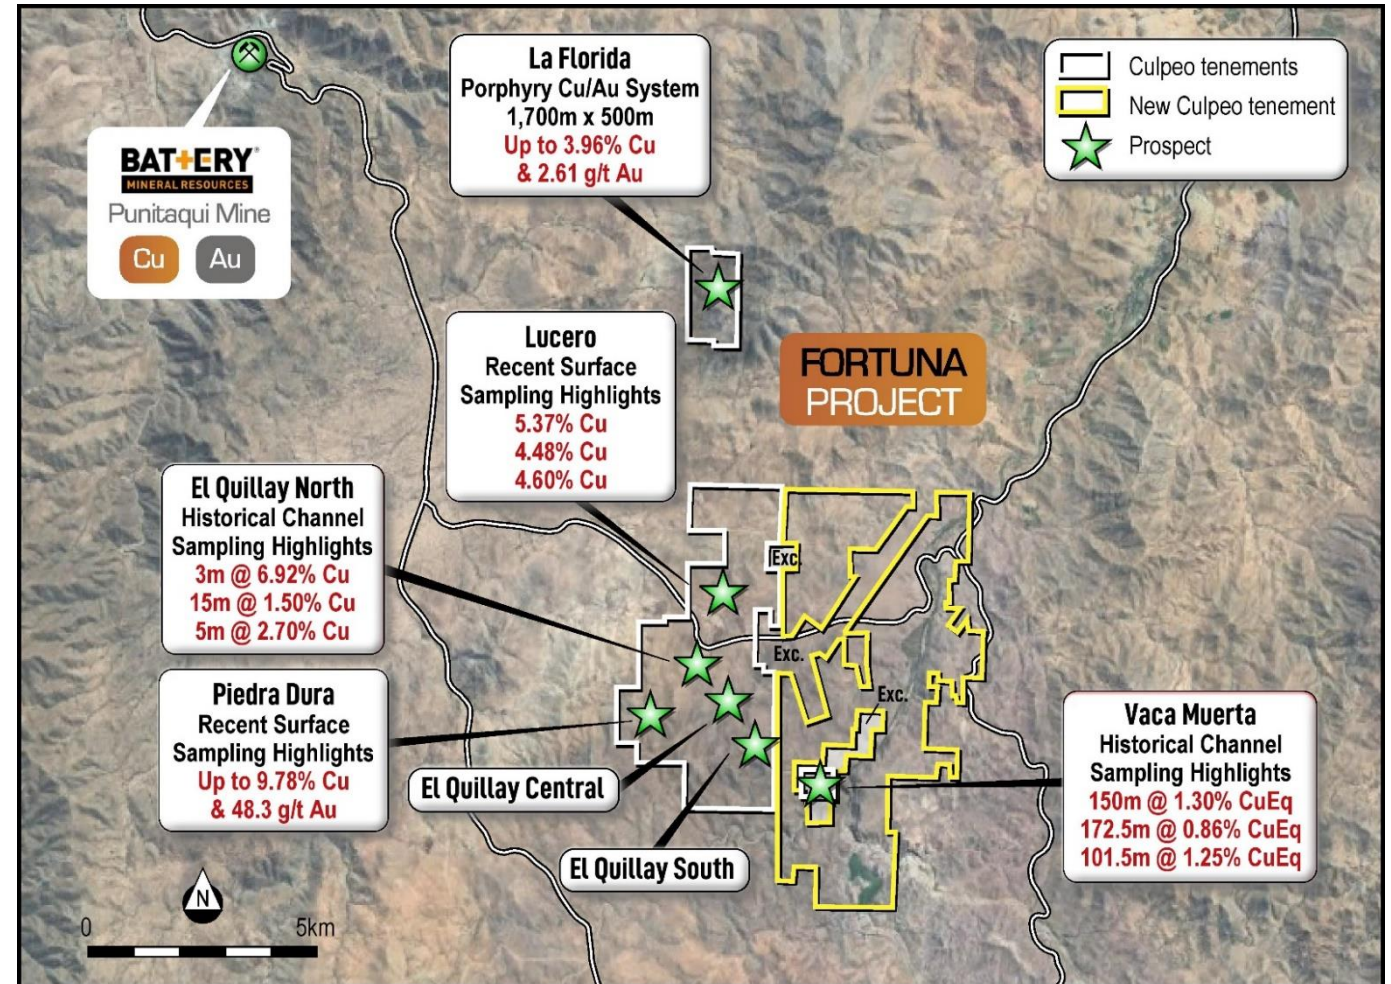 BATTERY
MINERAL RESOURCES
Punitaqui Mine
Cu
Au
La Florida
Porphyry Cu/Au System
1,700m x 500m
Up to 3.96% Cu
& 2.61 g/t Au
Culpeo tenements
New Culpeo tenement
Prospect
Lucero
Recent Surface
Sampling Highlights
5.37% Cu
4.48% Cu
4.60% Cu
FORTUNA
PROJECT
El Quillay North
Historical Channel
Sampling Highlights
3m @ 6.92% Cu
15m @ 1.50% Cu
5m @ 2.70% Cu
Exc.
Exc.
Exc.
Piedra Dura
Recent Surface
Sampling Highlights
Up to 9.78% Cu
& 48.3 g/t Au
El Quillay Central
El Quillay South
Vaca Muerta
Historical Channel
Sampling Highlights
150m @ 1.30% CuEq
172.5m @ 0.86% CuEq
101.5m @ 1.25% CuEq
N
0
5km